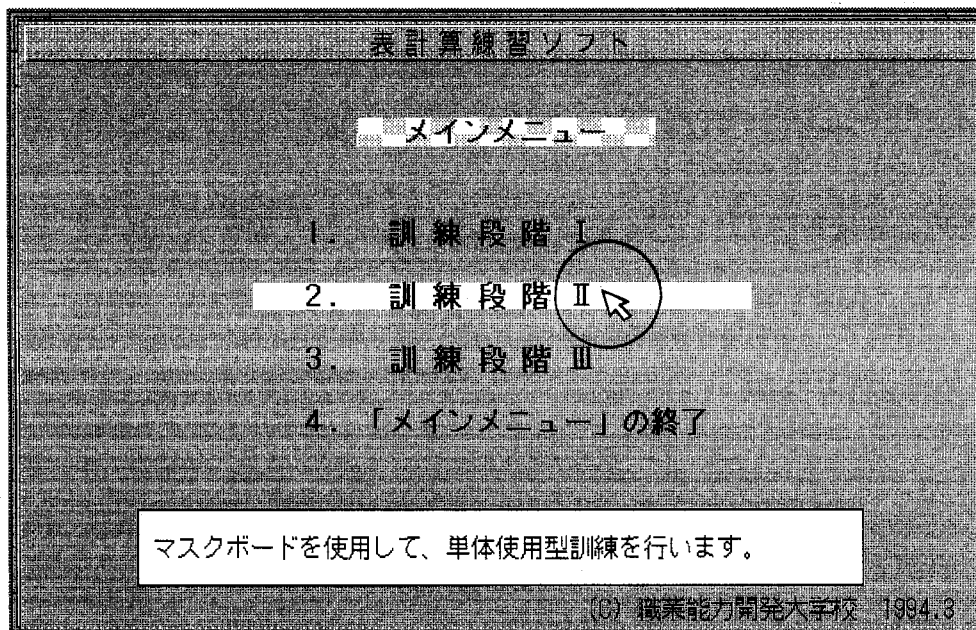 表計算練習ソフト
メインメニュー
1. 訓練段階 Ⅰ
2. 訓練段階 Ⅱ
3. 訓練段階 Ⅲ
4. 「メインメニュー」の終了
マスクボードを使用して、単体使用型訓練を行います。
(C) 職業能力開発大学校 1994.3